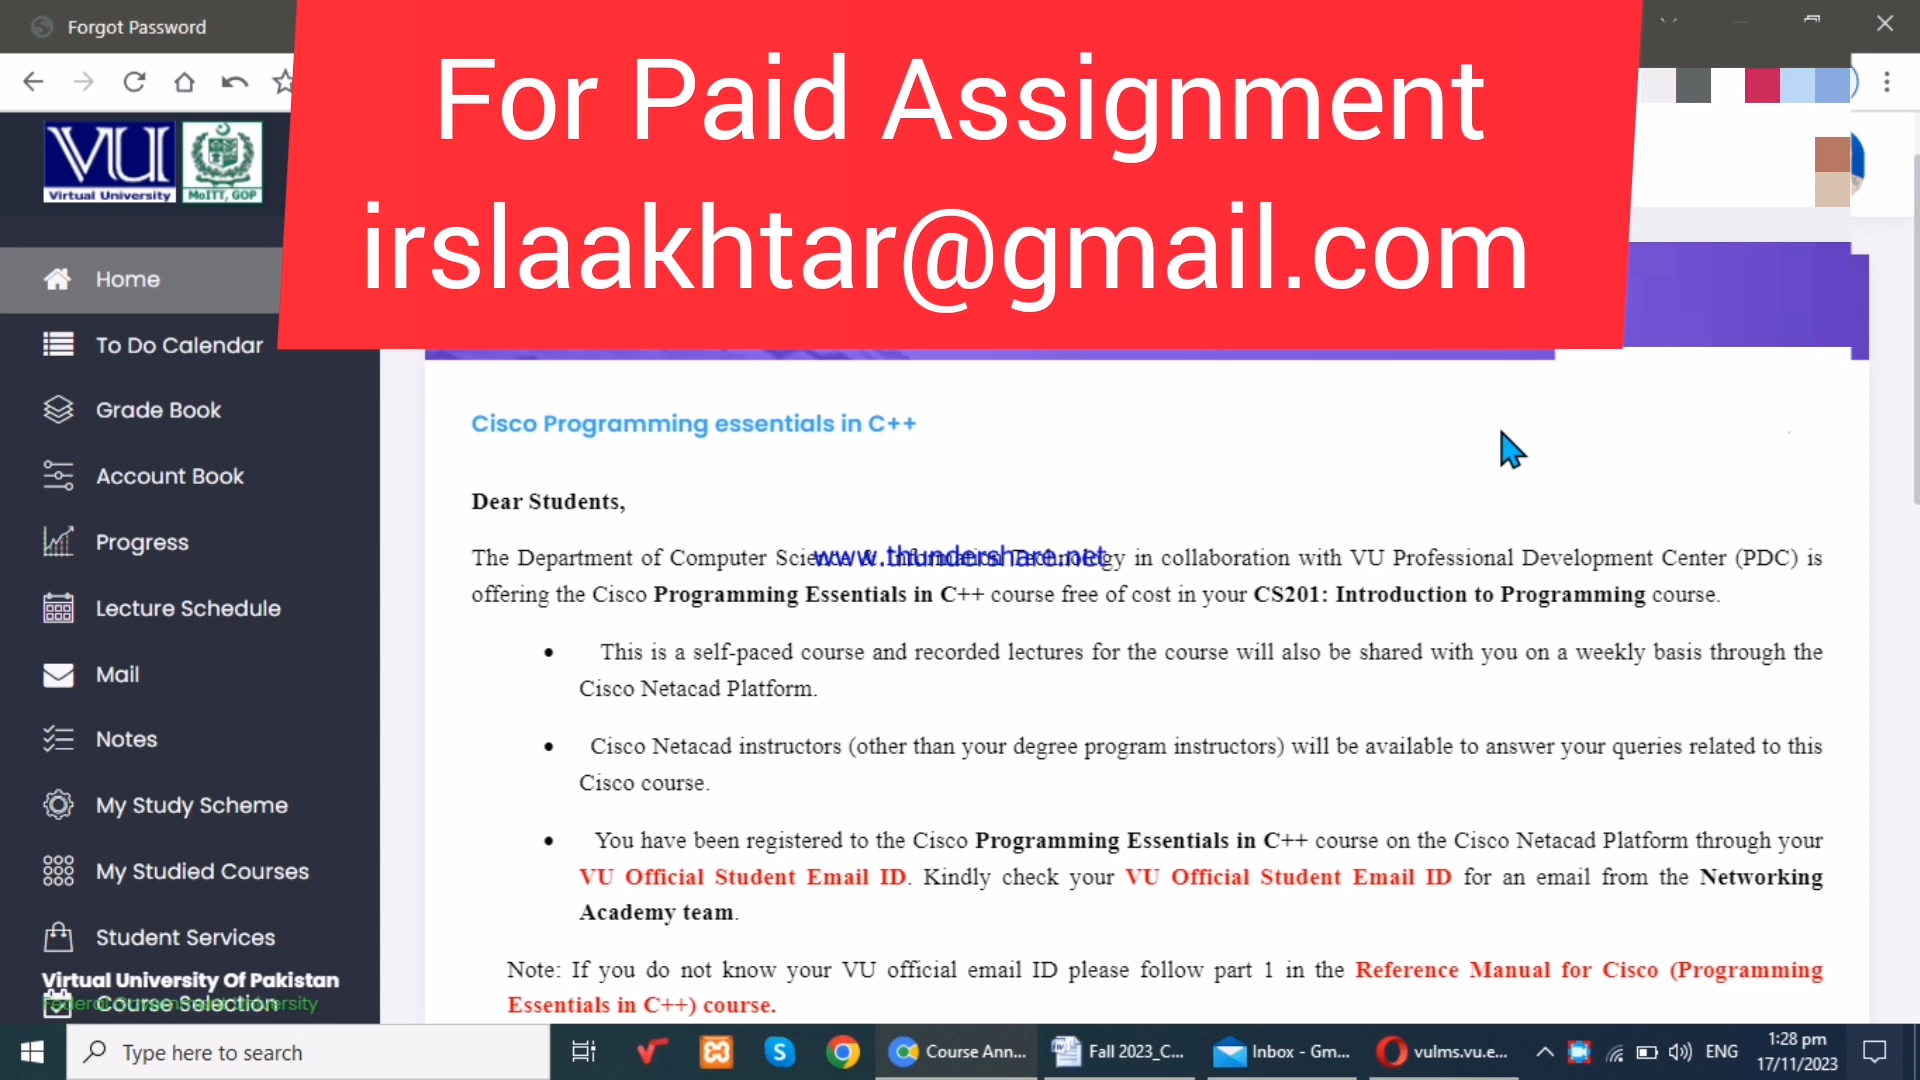 Forgot Password
For Paid Assignment
irslaakhtar@gmail.com
VU
Virtual University
MoITT, GOP
Home
To Do Calendar
Grade Book
Account Book
Progress
Lecture Schedule
Mail
Notes
My Study Scheme
My Studied Courses
Student Services
Virtual University Of Pakistan
Federal Government University
Course Selection
Cisco Programming essentials in C++
Dear Students,
The Department of Computer Science & Information Technology in collaboration with VU Professional Development Center (PDC) is
www.thundershare.net
offering the Cisco Programming Essentials in C++ course free of cost in your CS201: Introduction to Programming course.
• This is a self-paced course and recorded lectures for the course will also be shared with you on a weekly basis through the
Cisco Netacad Platform.
• Cisco Netacad instructors (other than your degree program instructors) will be available to answer your queries related to this
Cisco course.
• You have been registered to the Cisco Programming Essentials in C++ course on the Cisco Netacad Platform through your
VU Official Student Email ID. Kindly check your VU Official Student Email ID for an email from the Networking
Academy team.
Note: If you do not know your VU official email ID please follow part 1 in the Reference Manual for Cisco (Programming
Essentials in C++) course.
Type here to search
Course Ann...
Fall 2023_C...
Inbox - Gm...
vulms.vu.e...
ENG
1:28 pm
17/11/2023